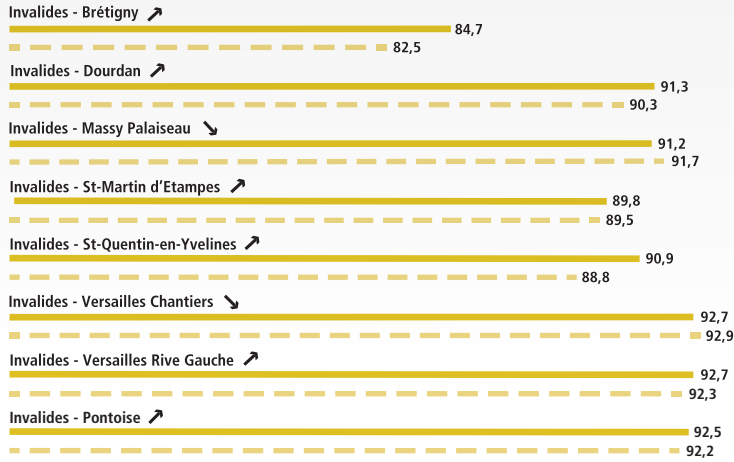 Invalides - Brétigny
84,7
82,5
Invalides - Dourdan
91,3
90,3
Invalides - Massy Palaiseau
91,2
91,7
Invalides - St-Martin d’Etampes
89,8
89,5
Invalides - St-Quentin-en-Yvelines
90,9
88,8
Invalides - Versailles Chantiers
92,7
92,9
Invalides - Versailles Rive Gauche
92,7
92,3
Invalides - Pontoise
92,5
92,2